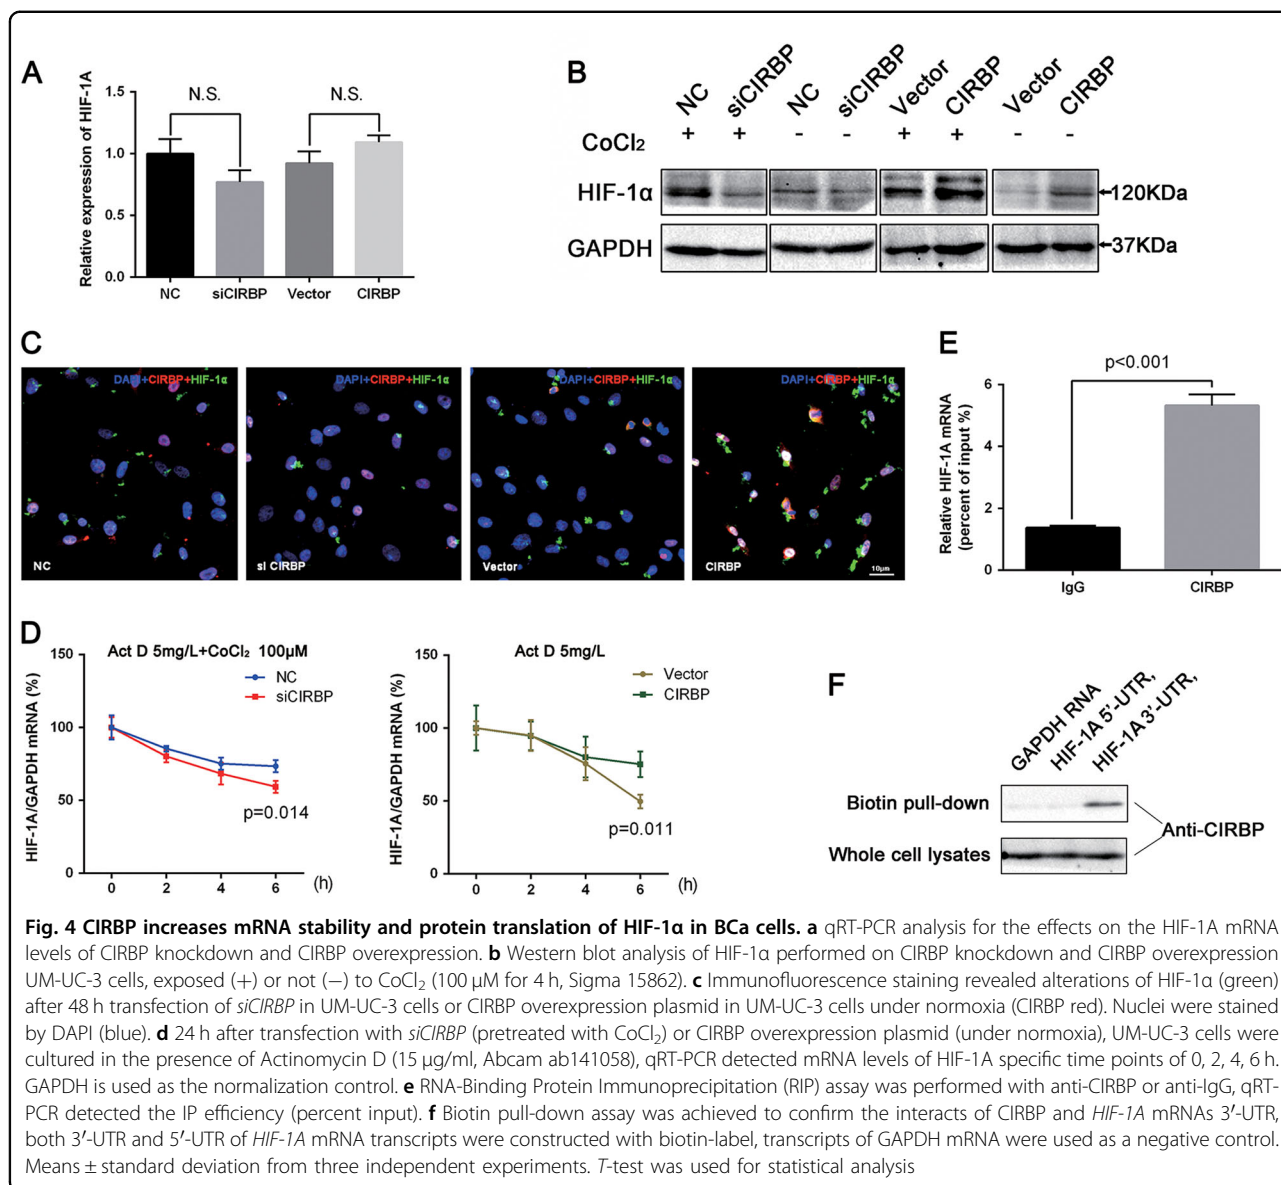 A
Relative expression of HIF-1A
1.5
1.0
0.5
0.0
N.S.
N.S.
NC
siCIRBP
Vector
CIRBP
B
NC
siCIRBP
NC
siCIRBP
Vector
CIRBP
Vector
CIRBP
CoCl₂ + + - - + + - -
HIF-1α
120KDa
GAPDH
37KDa
C
DAPI+CIRBP+HIF-1α
NC
DAPI+CIRBP+HIF-1α
si CIRBP
DAPI+CIRBP+HIF-1α
Vector
DAPI+CIRBP+HIF-1α
CIRBP
10μm
E
Relative HIF-1A mRNA
(percent of input %)
6
4
2
0
p<0.001
IgG
CIRBP
D
Act D 5mg/L+CoCl₂ 100μM
HIF-1A/GAPDH mRNA (%)
150
100
50
0
NC
siCIRBP
p=0.014
0 2 4 6 (h)
Act D 5mg/L
HIF-1A/GAPDH mRNA (%)
150
100
50
0
Vector
CIRBP
p=0.011
0 2 4 6 (h)
F
GAPDH RNA
HIF-1A 5'-UTR,
HIF-1A 3'-UTR,
Biotin pull-down
Whole cell lysates
Anti-CIRBP
Fig. 4 CIRBP increases mRNA stability and protein translation of HIF-1α in BCa cells. a qRT-PCR analysis for the effects on the HIF-1A mRNA
levels of CIRBP knockdown and CIRBP overexpression. b Western blot analysis of HIF-1α performed on CIRBP knockdown and CIRBP overexpression
UM-UC-3 cells, exposed (+) or not (−) to CoCl₂ (100 μM for 4 h, Sigma 15862). c Immunofluorescence staining revealed alterations of HIF-1α (green)
after 48 h transfection of siCIRBP in UM-UC-3 cells or CIRBP overexpression plasmid in UM-UC-3 cells under normoxia (CIRBP red). Nuclei were stained
by DAPI (blue). d 24 h after transfection with siCIRBP (pretreated with CoCl₂) or CIRBP overexpression plasmid (under normoxia), UM-UC-3 cells were
cultured in the presence of Actinomycin D (15 μg/ml, Abcam ab141058), qRT-PCR detected mRNA levels of HIF-1A specific time points of 0, 2, 4, 6 h.
GAPDH is used as the normalization control. e RNA-Binding Protein Immunoprecipitation (RIP) assay was performed with anti-CIRBP or anti-IgG, qRT-
PCR detected the IP efficiency (percent input). f Biotin pull-down assay was achieved to confirm the interacts of CIRBP and HIF-1A mRNAs 3′-UTR,
both 3′-UTR and 5′-UTR of HIF-1A mRNA transcripts were constructed with biotin-label, transcripts of GAPDH mRNA were used as a negative control.
Means ± standard deviation from three independent experiments. T-test was used for statistical analysis